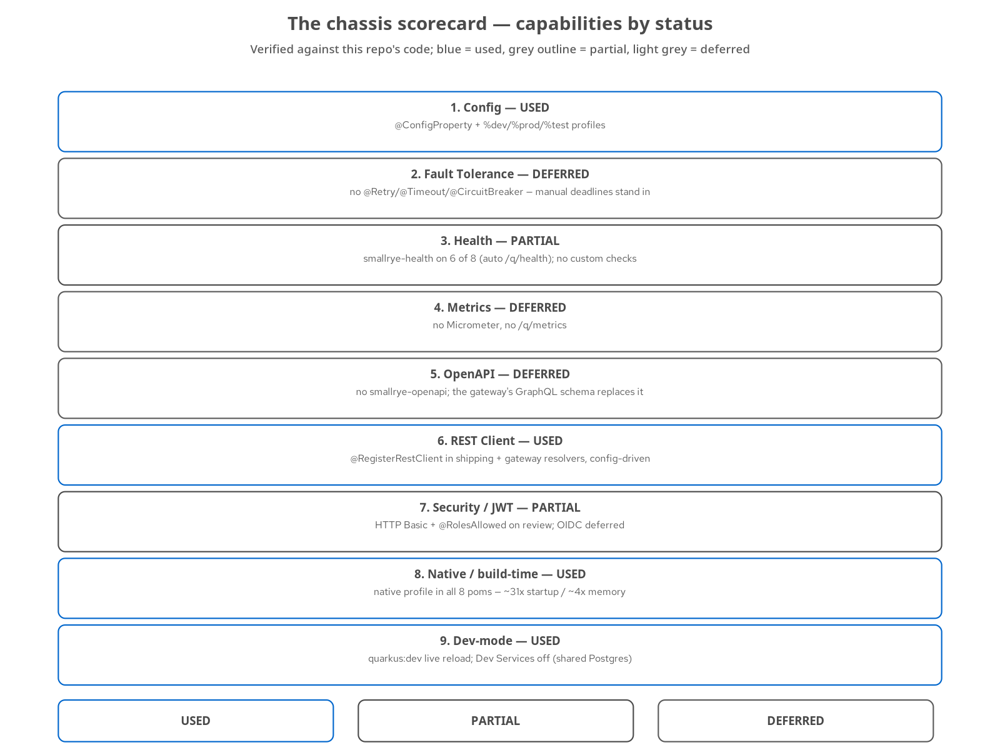 The chassis scorecard — capabilities by status
Verified against this repo's code; blue = used, grey outline = partial, light grey = deferred
1. Config — USED
@ConfigProperty + %dev/%prod/%test profiles
2. Fault Tolerance — DEFERRED
no @Retry/@Timeout/@CircuitBreaker — manual deadlines stand in
3. Health — PARTIAL
smallrye-health on 6 of 8 (auto /q/health); no custom checks
4. Metrics — DEFERRED
no Micrometer, no /q/metrics
5. OpenAPI — DEFERRED
no smallrye-openapi; the gateway's GraphQL schema replaces it
6. REST Client — USED
@RegisterRestClient in shipping + gateway resolvers, config-driven
7. Security / JWT — PARTIAL
HTTP Basic + @RolesAllowed on review; OIDC deferred
8. Native / build-time — USED
native profile in all 8 poms — ~31x startup / ~4x memory
9. Dev-mode — USED
quarkus:dev live reload; Dev Services off (shared Postgres)
USED
PARTIAL
DEFERRED